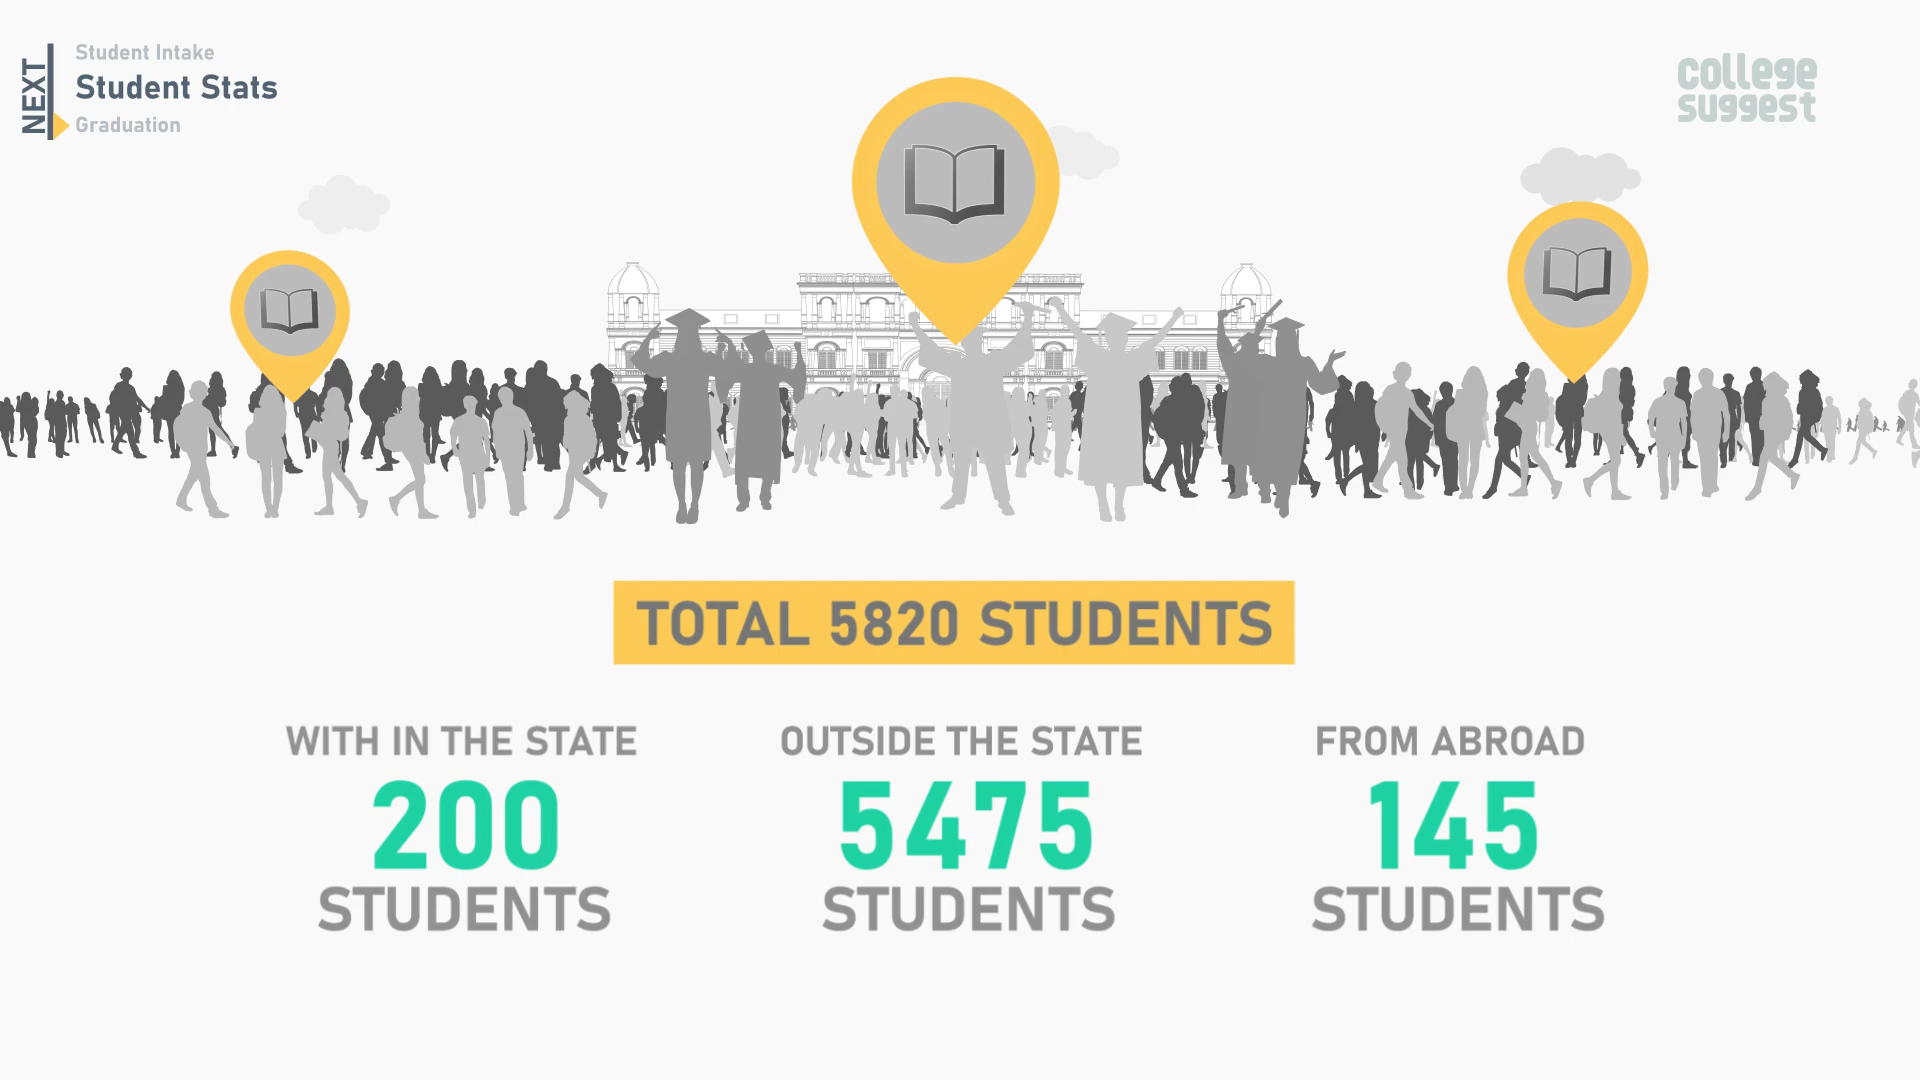 NEXT
Student Intake
Student Stats
Graduation
college
suggest
TOTAL 5820 STUDENTS
WITH IN THE STATE
200
STUDENTS
OUTSIDE THE STATE
5475
STUDENTS
FROM ABROAD
145
STUDENTS